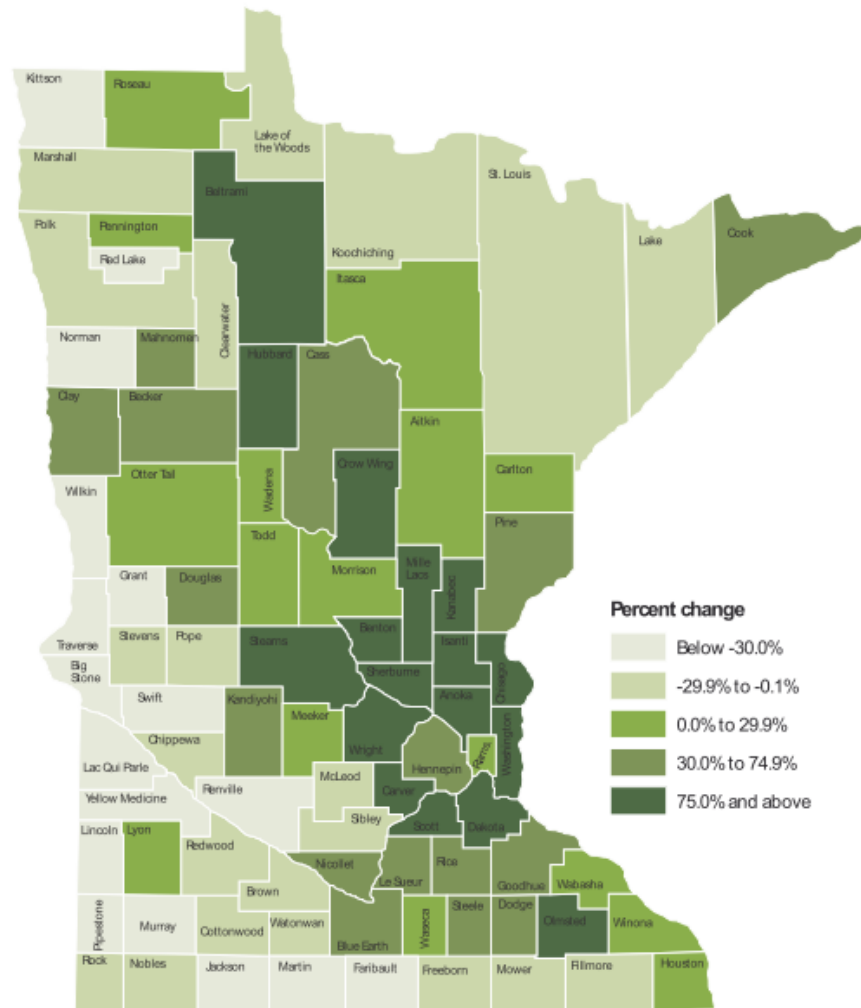 Kittson
Roseau
Lake of
the Woods
Marshall
St. Louis
Beltrami
Polk
Pennington
Koochiching
Lake
Cook
Red Lake
Itasca
Clearwater
Norman
Mahnomen
Hubbard
Cass
Clay
Becker
Aitkin
Otter Tail
Wadena
Crow Wing
Carlton
Wilkin
Pine
Todd
Morrison
Mille
Lacs
Kanabec
Grant
Douglas
Percent change
Below -30.0%
-29.9% to -0.1%
0.0% to 29.9%
30.0% to 74.9%
75.0% and above
Traverse
Stevens
Pope
Stearns
Benton
Isanti
Big
Stone
Sherburne
Chisago
Swift
Kandiyohi
Anoka
Meeker
Chippewa
Wright
Washington
Hennepin
Rams.
Lac Qui Parle
McLeod
Carver
Yellow Medicine
Renville
Sibley
Scott
Dakota
Lincoln
Lyon
Redwood
Nicollet
Le Sueur
Rice
Goodhue
Wabasha
Brown
Pipestone
Murray
Cottonwood
Watonwan
Blue Earth
Waseca
Steele
Dodge
Olmsted
Winona
Rock
Nobles
Jackson
Martin
Faribault
Freeborn
Mower
Fillmore
Houston